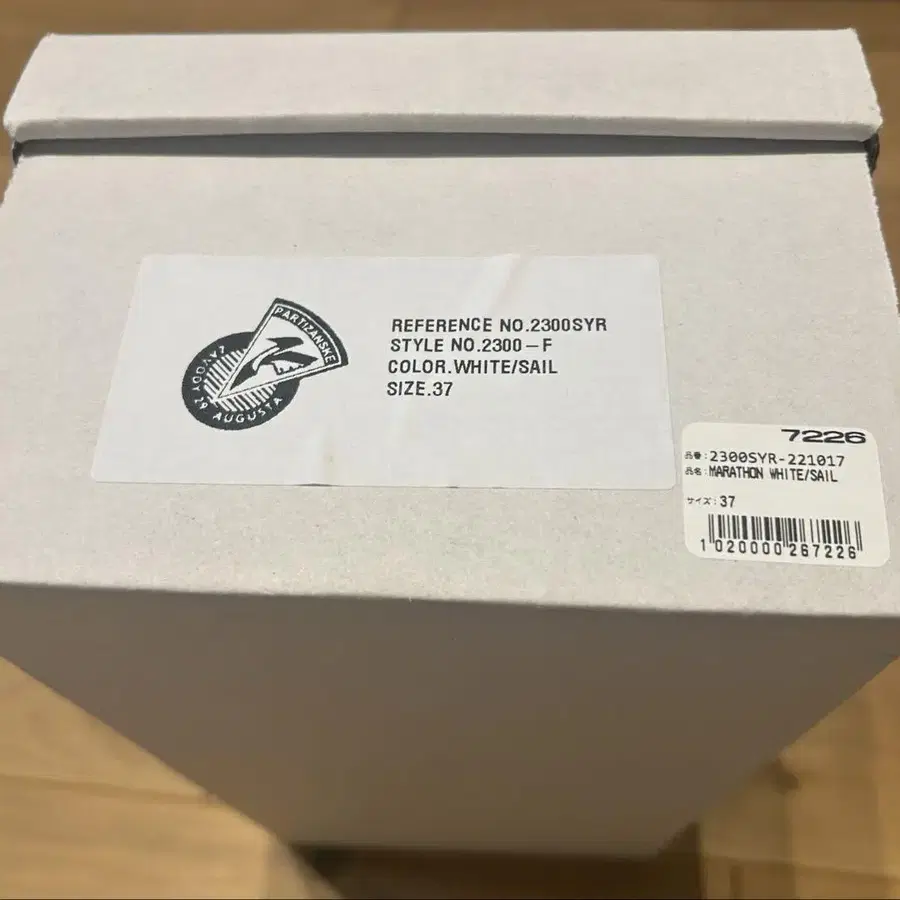 PARTIZANSKE
ZAVODY 29 AUGUSTA
REFERENCE NO.2300SYR
STYLE NO.2300-F
COLOR.WHITE/SAIL
SIZE.37
7226
品番:2300SYR-221017
品名:MARATHON WHITE/SAIL
サイズ:37
1020000267226